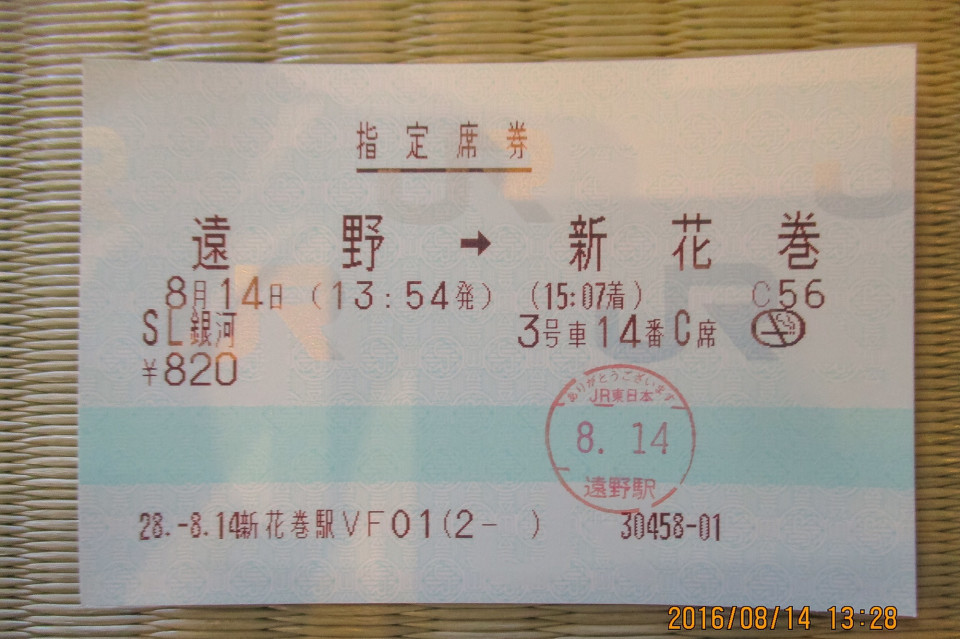 指定席券
遠野→新花巻
8月14日(13:54発) (15:07着) C56
SL銀河 3号車14番C席
¥820
ありがとうございます
JR東日本
8.14
遠野駅
28.-8.14新花巻駅VF01(2- ) 30458-01
2016/08/14 13:28